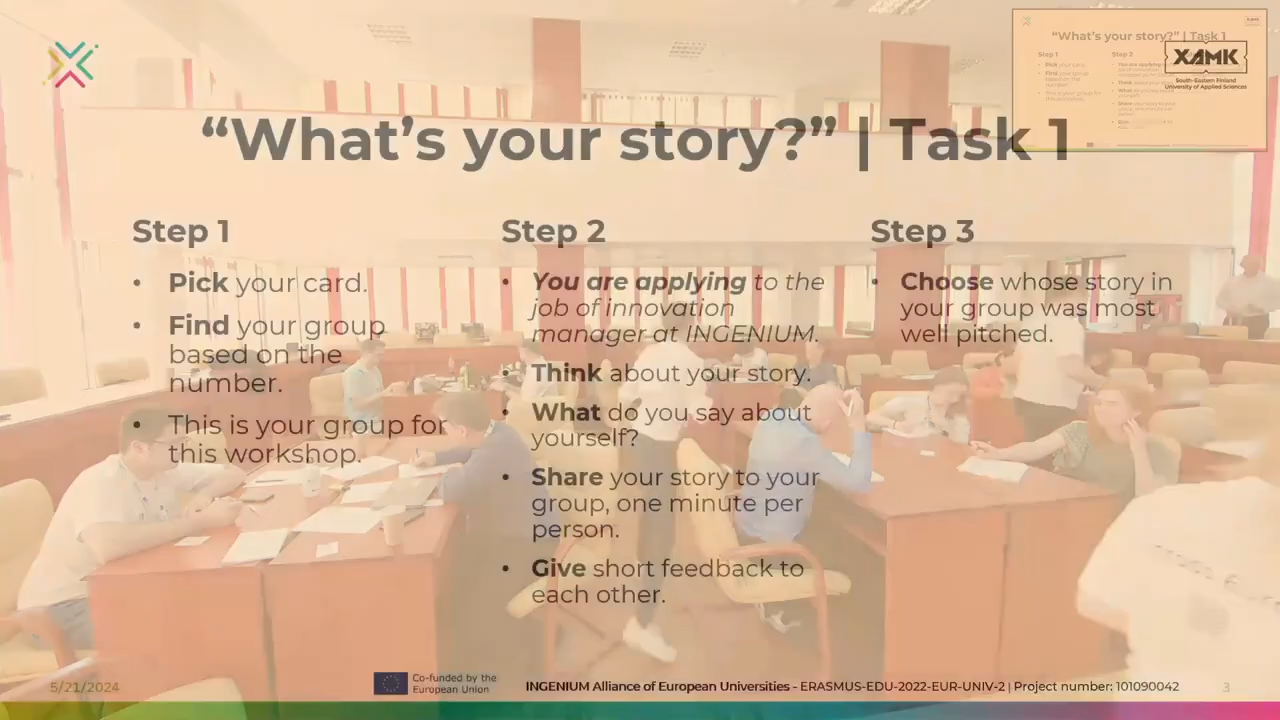 “What’s your story?” | Task 1
XAMK
South-Eastern Finland
University of Applied Sciences
Step 1
• Pick your card.
• Find your group
based on the
number.
• This is your group for
this workshop.
Step 2
• You are applying to the
job of innovation
manager at INGENIUM.
• Think about your story.
• What do you say about
yourself?
• Share your story to your
group, one minute per
person.
• Give short feedback to
each other.
Step 3
• Choose whose story in
your group was most
well pitched.
“What’s your story?” | Task 1
Step 1
Step 2
5/21/2024
Co-funded by the
European Union
INGENIUM Alliance of European Universities - ERASMUS-EDU-2022-EUR-UNIV-2 | Project number: 101090042
3